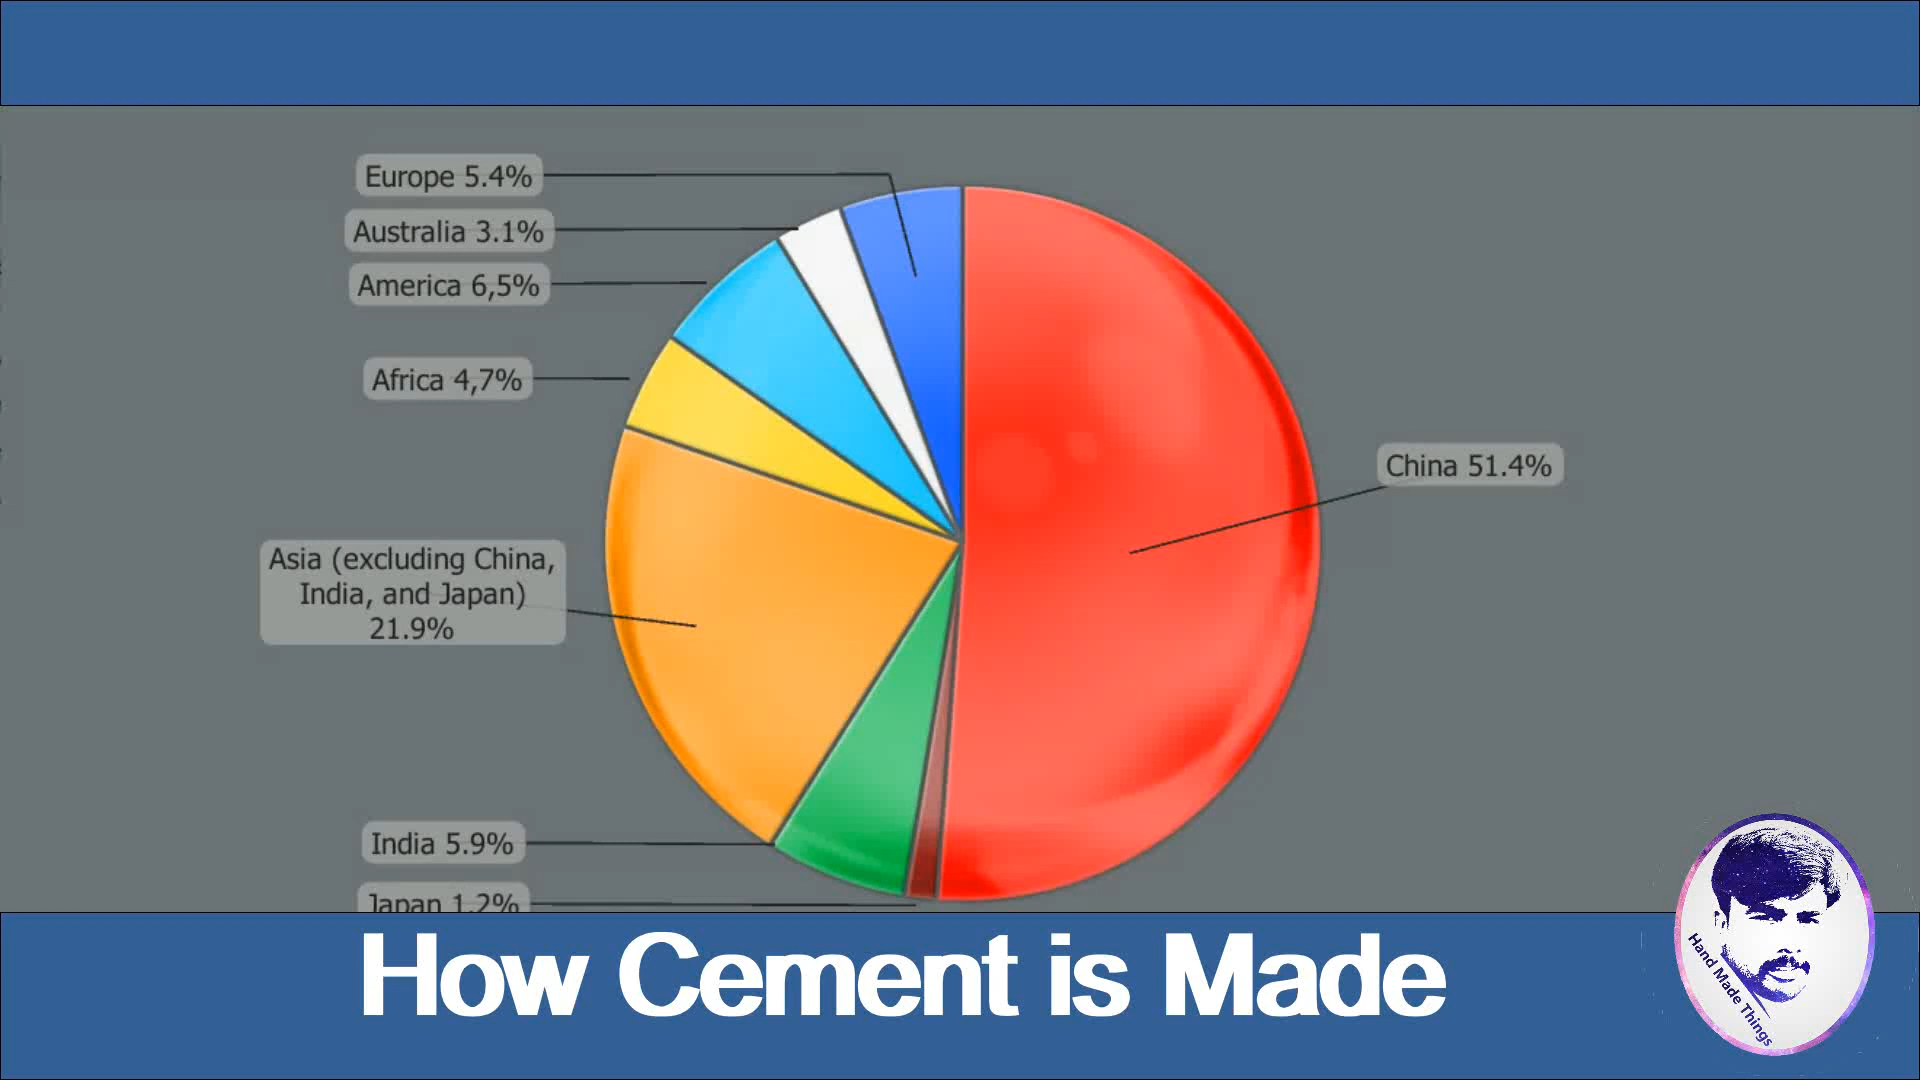 Europe 5.4%
Australia 3.1%
America 6,5%
Africa 4,7%
China 51.4%
Asia (excluding China,
India, and Japan)
21.9%
India 5.9%
Japan 1.2%
How Cement is Made
Hand Made Things